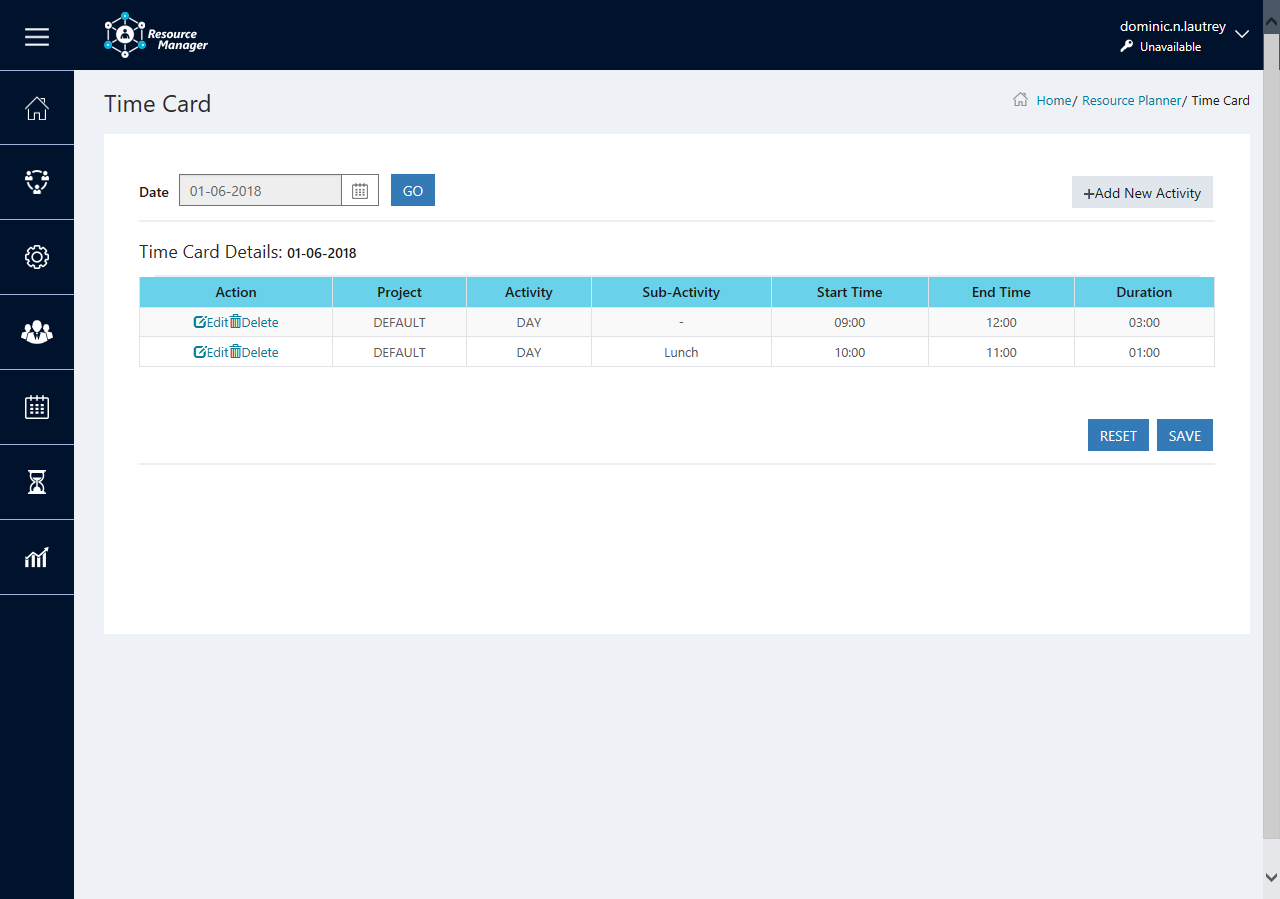 Resource
Manager
dominic.n.lautrey
Unavailable
Time Card
Home/ Resource Planner/ Time Card
Date 01-06-2018 GO
+Add New Activity
Time Card Details: 01-06-2018
Action Project Activity Sub-Activity Start Time End Time Duration
Edit Delete DEFAULT DAY - 09:00 12:00 03:00
Edit Delete DEFAULT DAY Lunch 10:00 11:00 01:00
RESET SAVE